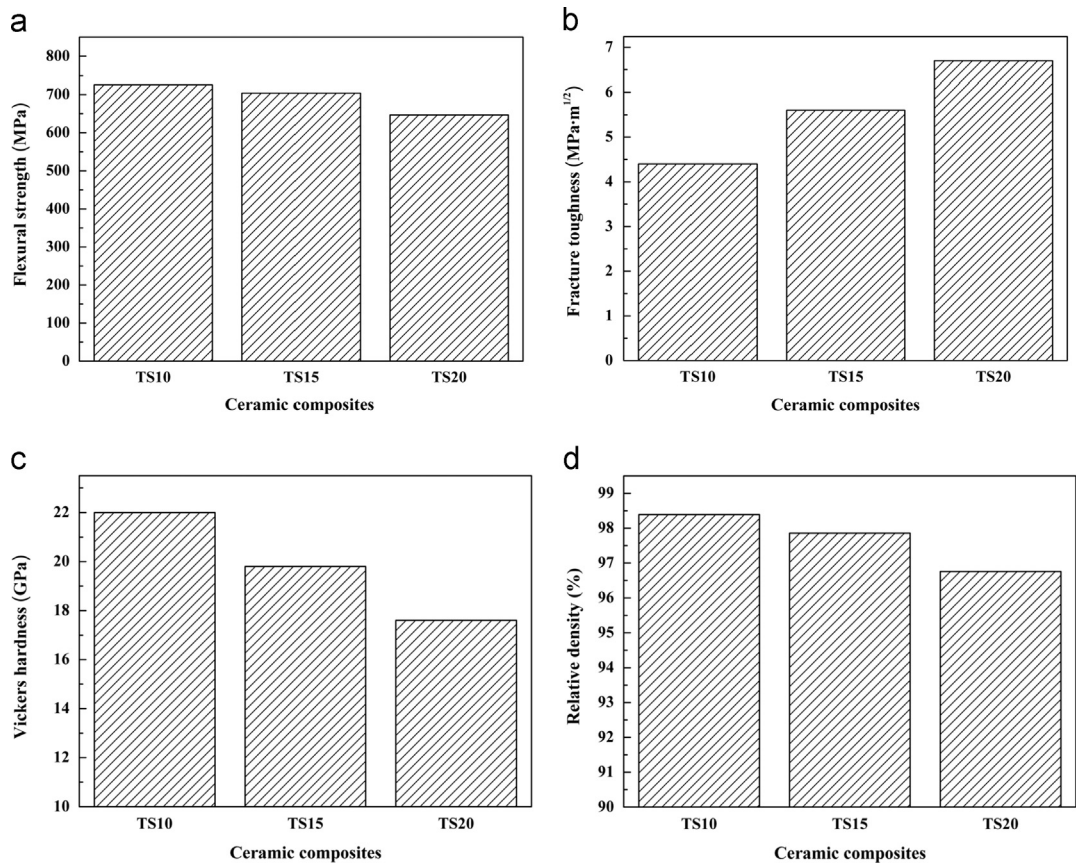 a
Flexural strength (MPa)
800
700
600
500
400
300
200
100
0
TS10 TS15 TS20
Ceramic composites
b
Fracture toughness (MPa·m^1/2)
7
6
5
4
3
2
1
0
TS10 TS15 TS20
Ceramic composites
c
Vickers hardness (GPa)
22
20
18
16
14
12
10
TS10 TS15 TS20
Ceramic composites
d
Relative density (%)
99
98
97
96
95
94
93
92
91
90
TS10 TS15 TS20
Ceramic composites